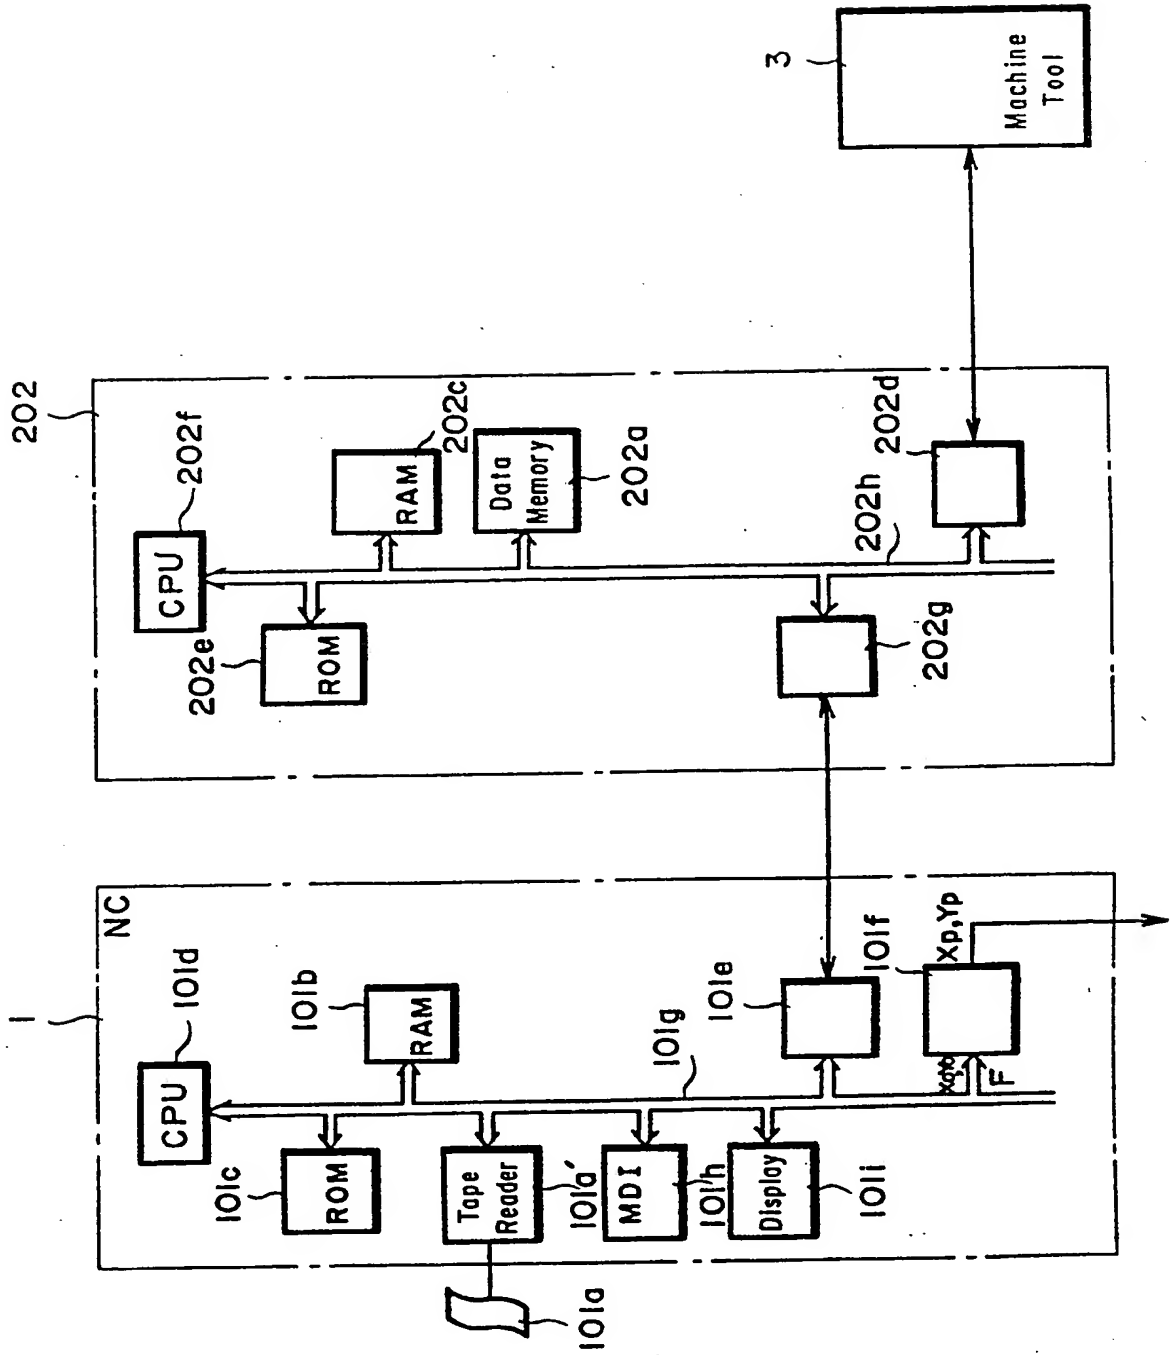 1
NC
CPU
101d
101c
ROM
RAM
101b
101g
Tape
Reader
101a'
101a
MDI
101h
Display
101i
101e
101f
F
Xp,Yp
202
CPU
202f
202e
ROM
RAM
202c
Data
Memory
202a
202h
202g
202d
3
Machine
Tool